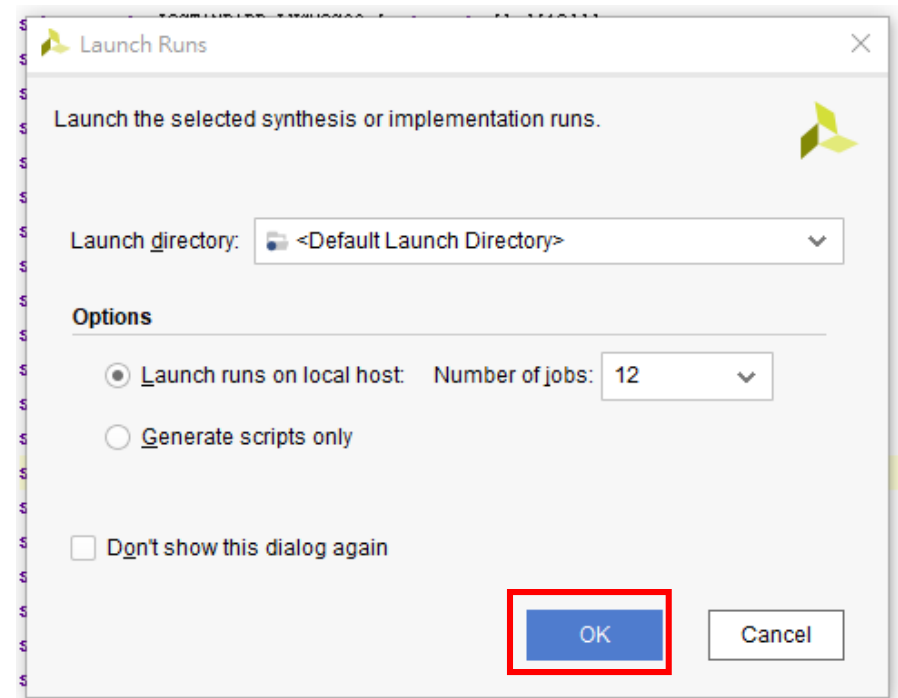 Launch Runs
Launch the selected synthesis or implementation runs.
Launch directory: <Default Launch Directory>
Options
Launch runs on local host: Number of jobs: 12
Generate scripts only
Don't show this dialog again
OK Cancel